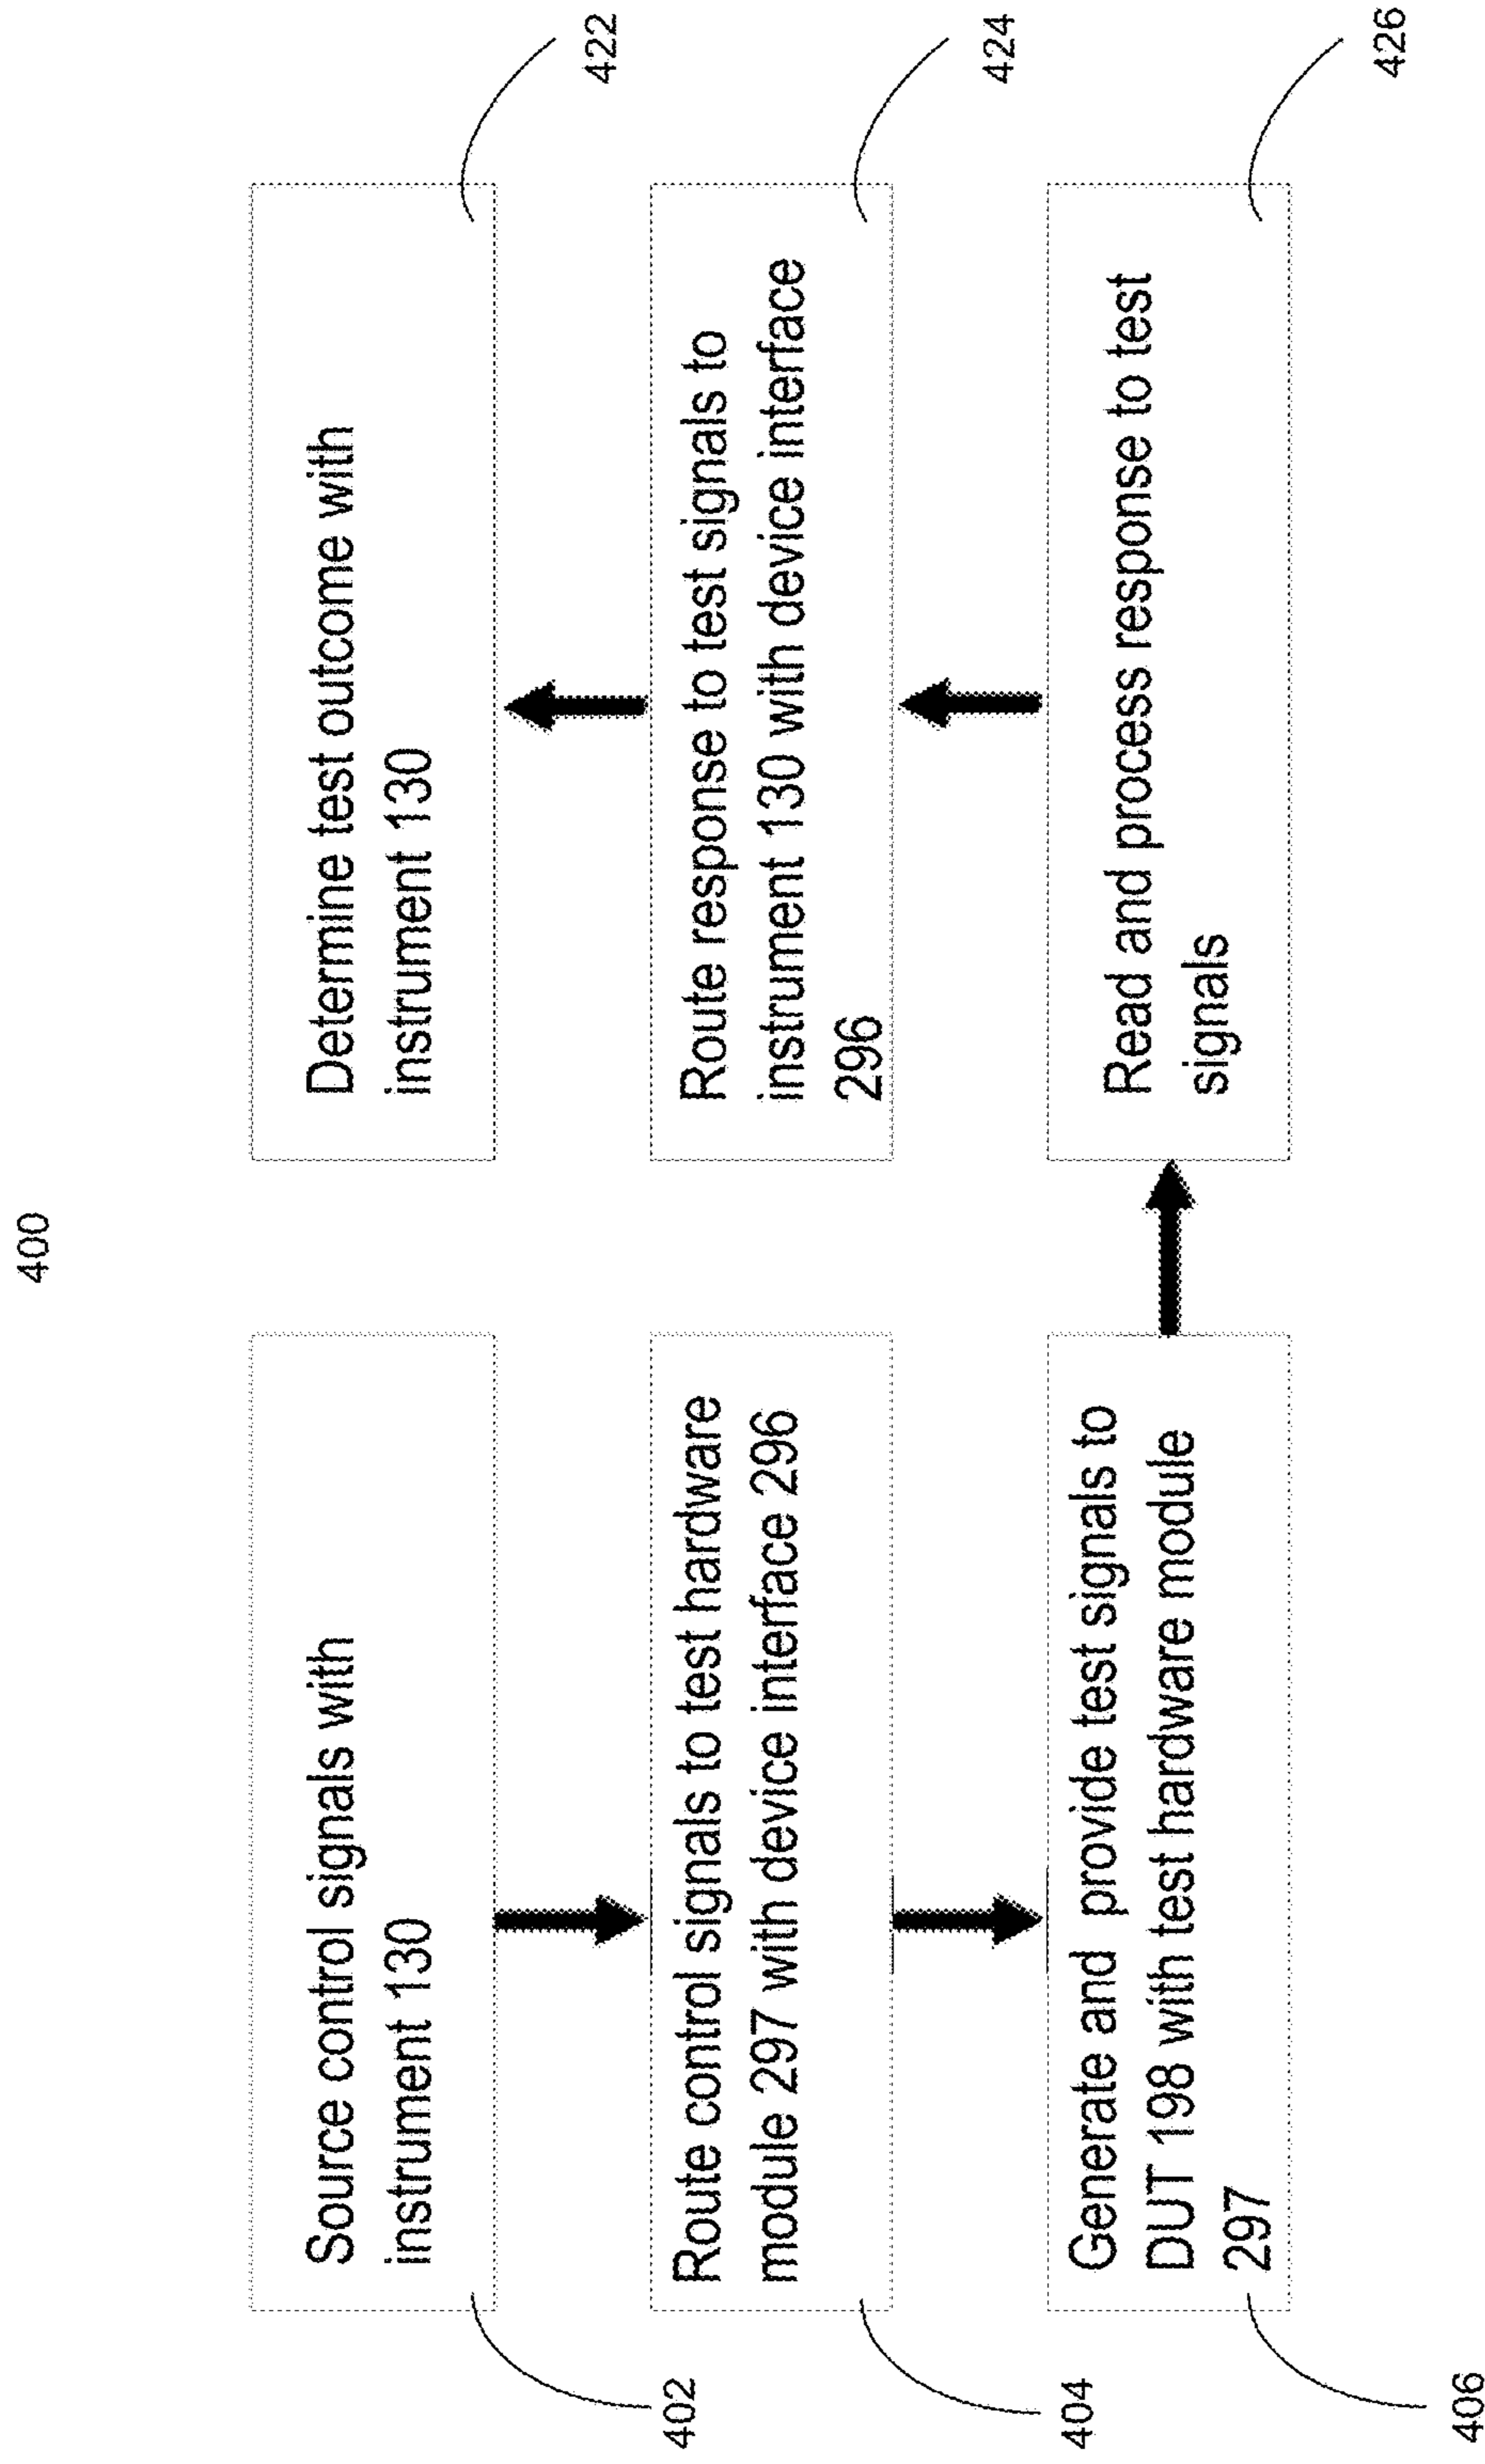 400
Source control signals with
instrument 130
402
Route control signals to test hardware
module 297 with device interface 296
404
Generate and provide test signals to
DUT 198 with test hardware module
297
406
Determine test outcome with
instrument 130
422
Route response to test signals to
instrument 130 with device interface
296
424
Read and process response to test
signals
426